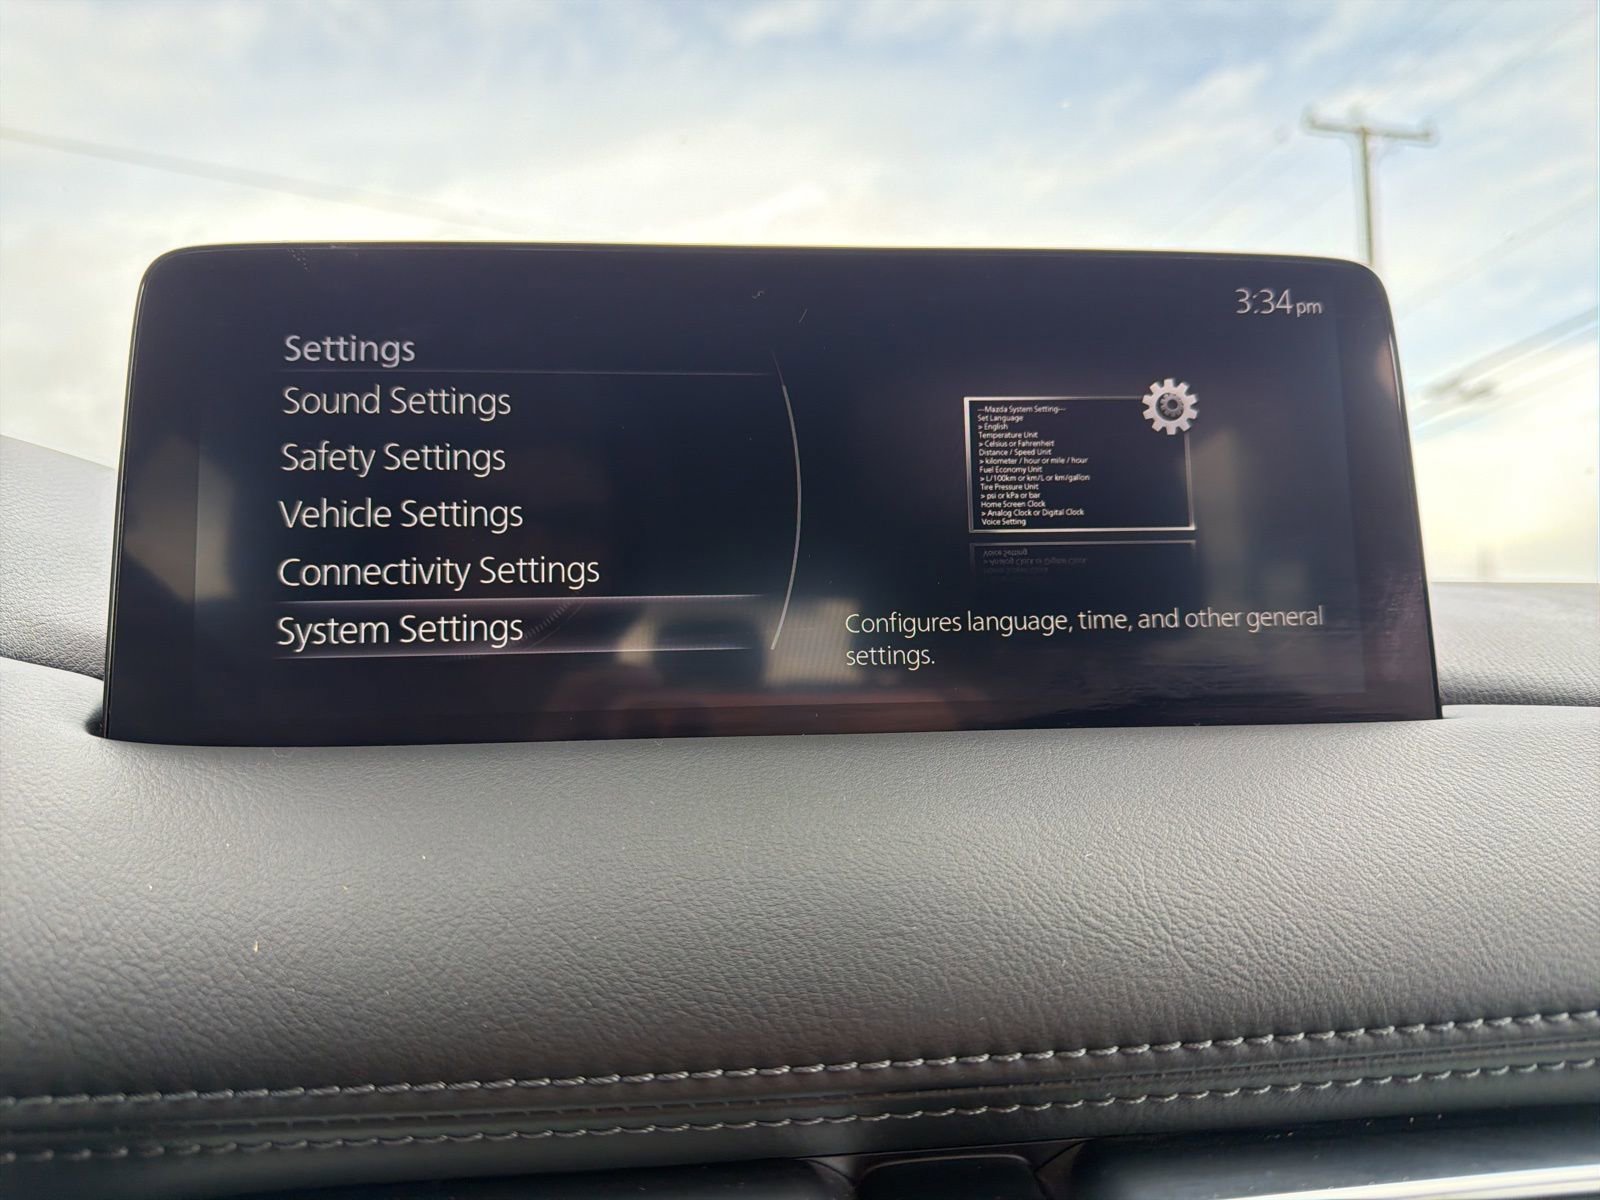 3:34pm
Settings
Sound Settings
Safety Settings
Vehicle Settings
Connectivity Settings
System Settings
---Mazda System Setting---
Set Language
> English
Temperature Unit
> Celsius or Fahrenheit
Distance / Speed Unit
> kilometer / hour or mile / hour
Fuel Economy Unit
> L/100km or km/L or km/gallon
Tire Pressure Unit
> psi or kPa or bar
Home Screen Clock
> Analog Clock or Digital Clock
Voice Setting
Configures language, time, and other general
settings.